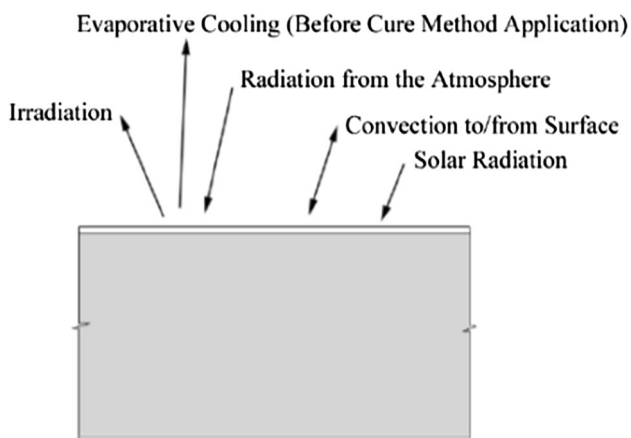 Evaporative Cooling (Before Cure Method Application)
Radiation from the Atmosphere
Irradiation
Convection to/from Surface
Solar Radiation